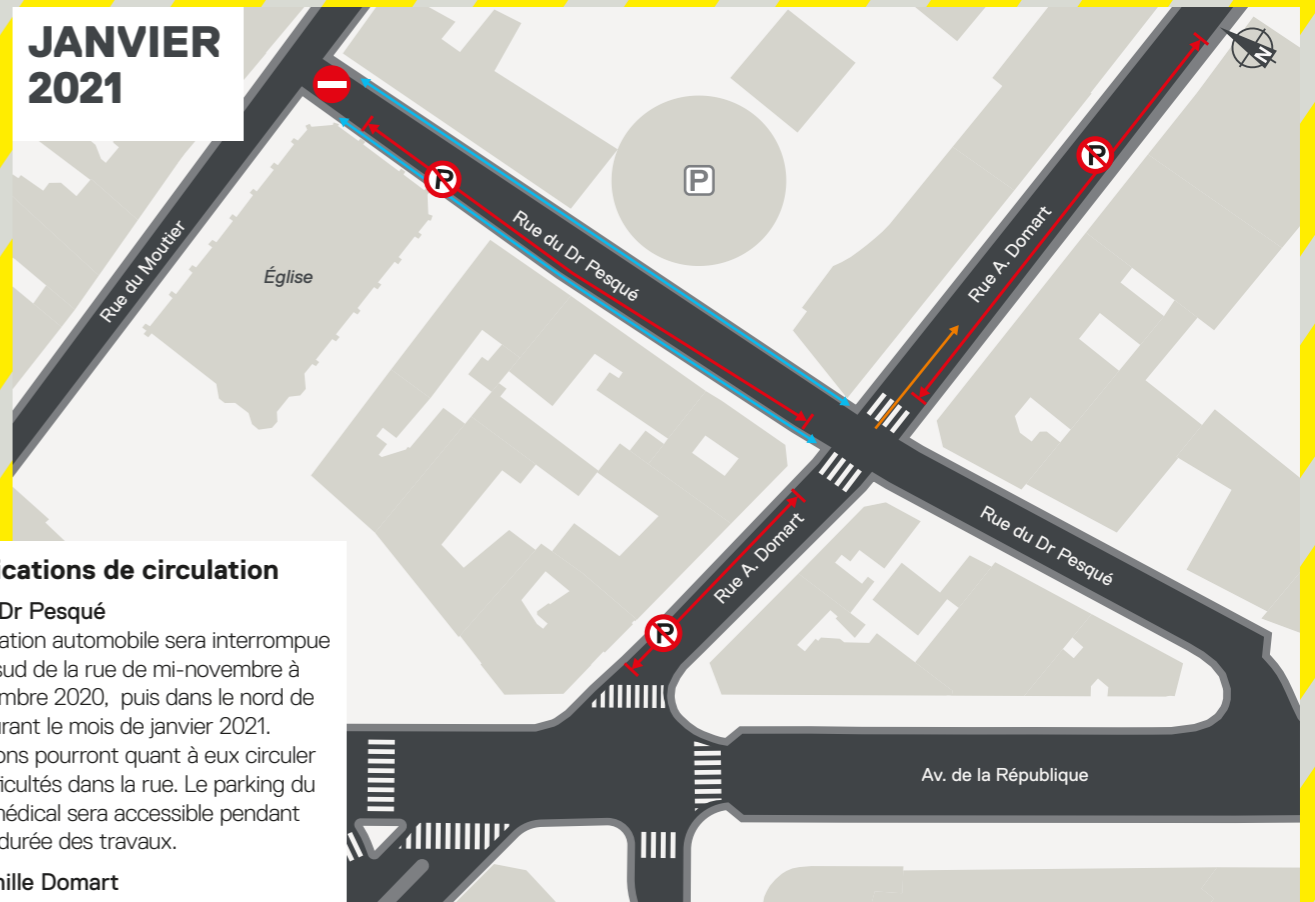 JANVIER
2021
N
P
P
P
P
Rue du Moutier
Église
Rue du Dr Pesqué
Rue A. Domart
Rue A. Domart
Rue du Dr Pesqué
Av. de la République
ications de circulation
Dr Pesqué
ation automobile sera interrompue
sud de la rue de mi-novembre à
mbre 2020, puis dans le nord de
urant le mois de janvier 2021.
ons pourront quant à eux circuler
ficultés dans la rue. Le parking du
médical sera accessible pendant
durée des travaux.
ille Domart